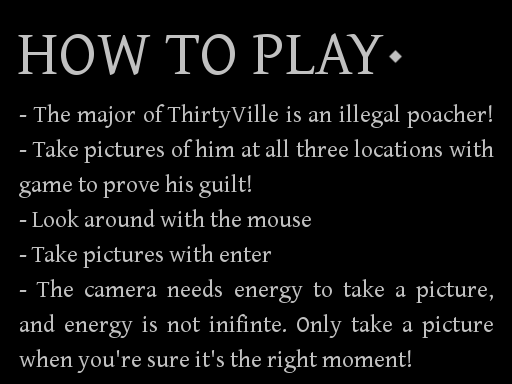 HOW TO PLAY
- The major of ThirtyVille is an illegal poacher!
- Take pictures of him at all three locations with
game to prove his guilt!
- Look around with the mouse
- Take pictures with enter
- The camera needs energy to take a picture,
and energy is not inifinte. Only take a picture
when you're sure it's the right moment!